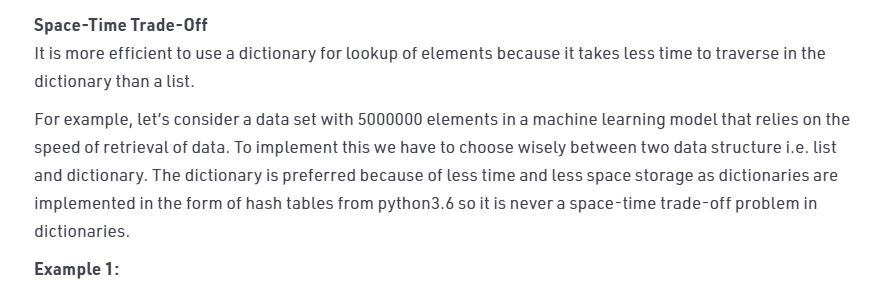 Space-Time Trade-Off
It is more efficient to use a dictionary for lookup of elements because it takes less time to traverse in the
dictionary than a list.
For example, let's consider a data set with 5000000 elements in a machine learning model that relies on the
speed of retrieval of data. To implement this we have to choose wisely between two data structure i.e. list
and dictionary. The dictionary is preferred because of less time and less space storage as dictionaries are
implemented in the form of hash tables from python3.6 so it is never a space-time trade-off problem in
dictionaries.
Example 1: